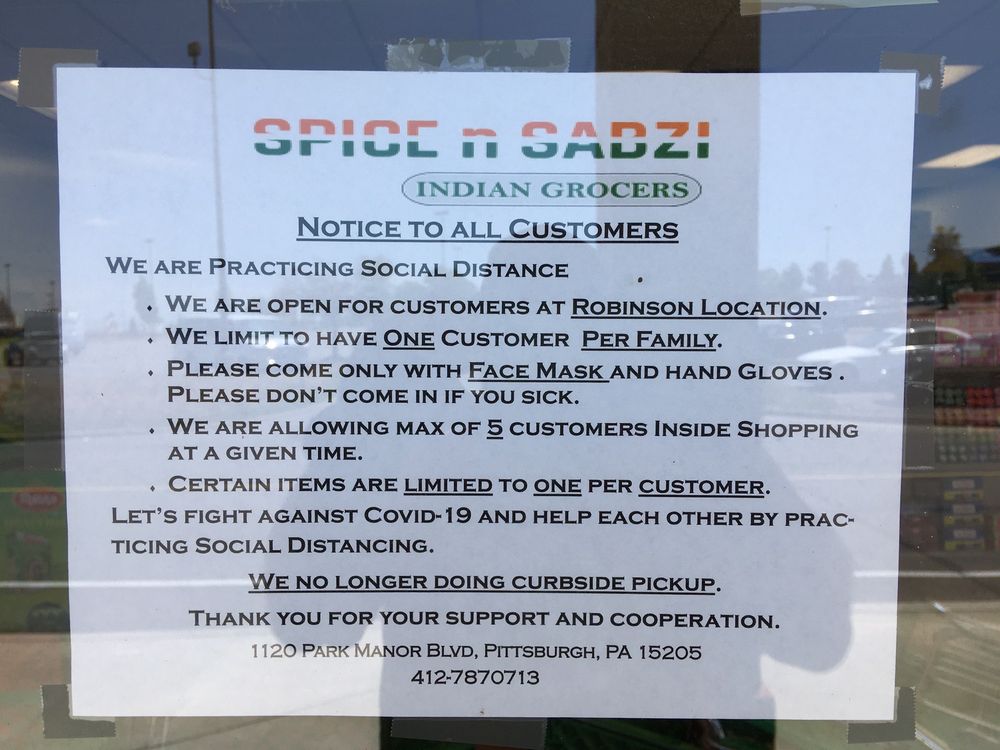 SPICE n SABZI
INDIAN GROCERS
NOTICE TO ALL CUSTOMERS
WE ARE PRACTICING SOCIAL DISTANCE
• WE ARE OPEN FOR CUSTOMERS AT ROBINSON LOCATION.
• WE LIMIT TO HAVE ONE CUSTOMER PER FAMILY.
• PLEASE COME ONLY WITH FACE MASK AND HAND GLOVES .
PLEASE DON'T COME IN IF YOU SICK.
• WE ARE ALLOWING MAX OF 5 CUSTOMERS INSIDE SHOPPING
AT A GIVEN TIME.
• CERTAIN ITEMS ARE LIMITED TO ONE PER CUSTOMER.
LET'S FIGHT AGAINST COVID-19 AND HELP EACH OTHER BY PRAC-
TICING SOCIAL DISTANCING.
WE NO LONGER DOING CURBSIDE PICKUP.
THANK YOU FOR YOUR SUPPORT AND COOPERATION.
1120 PARK MANOR BLVD, PITTSBURGH, PA 15205
412-7870713